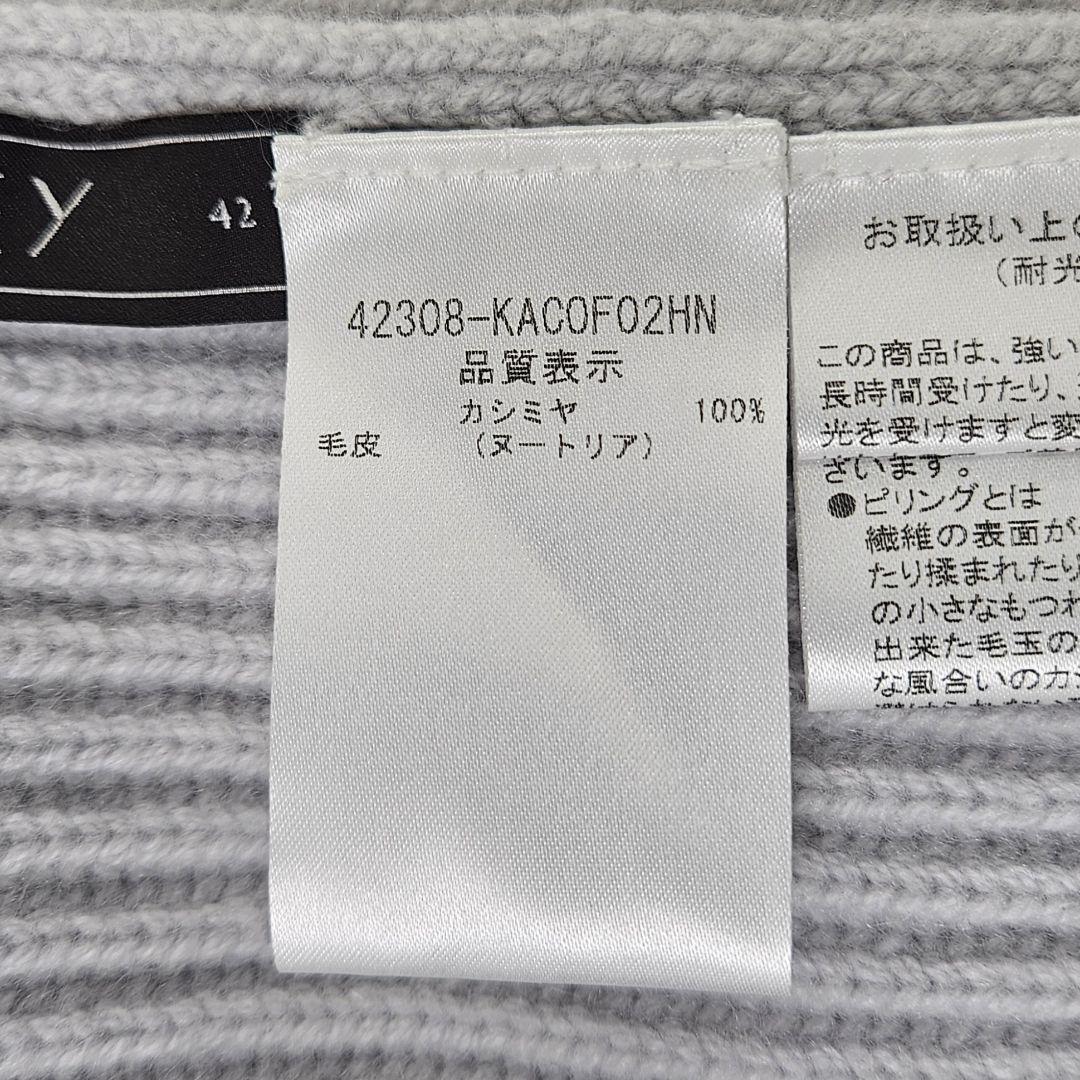 y
42
42308-KACOF02HN
品質表示
カシミヤ 100%
毛皮 (ヌートリア)
お取扱い上の
(耐光
この商品は、強い
長時間受けたり、
光を受けますと変
ざいます。
●ピリングとは
繊維の表面が
たり揉まれたり
の小さなもつれ
出来た毛玉の
な風合いのカシ